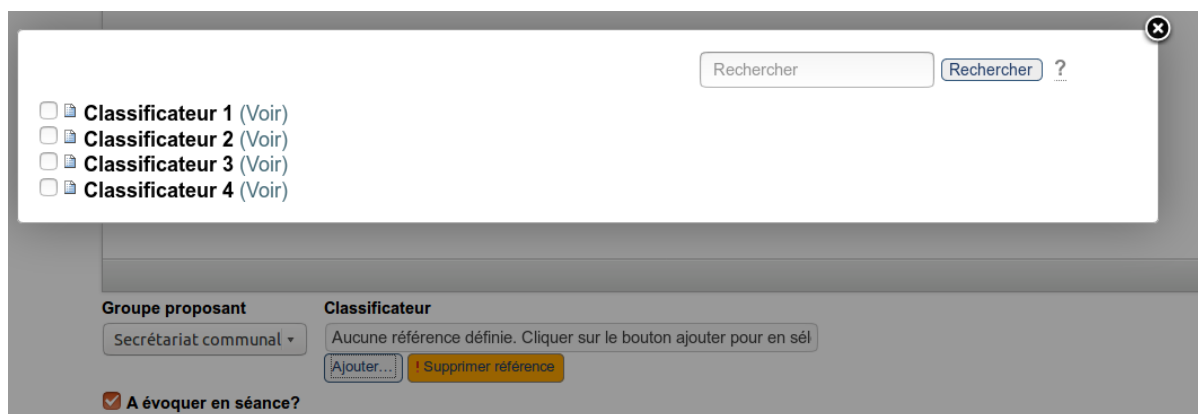 Rechercher Rechercher ?
Classificateur 1 (Voir)
Classificateur 2 (Voir)
Classificateur 3 (Voir)
Classificateur 4 (Voir)
Groupe proposant Classificateur
Secrétariat communal Aucune référence définie. Cliquer sur le bouton ajouter pour en sél
Ajouter... ! Supprimer référence
A évoquer en séance?